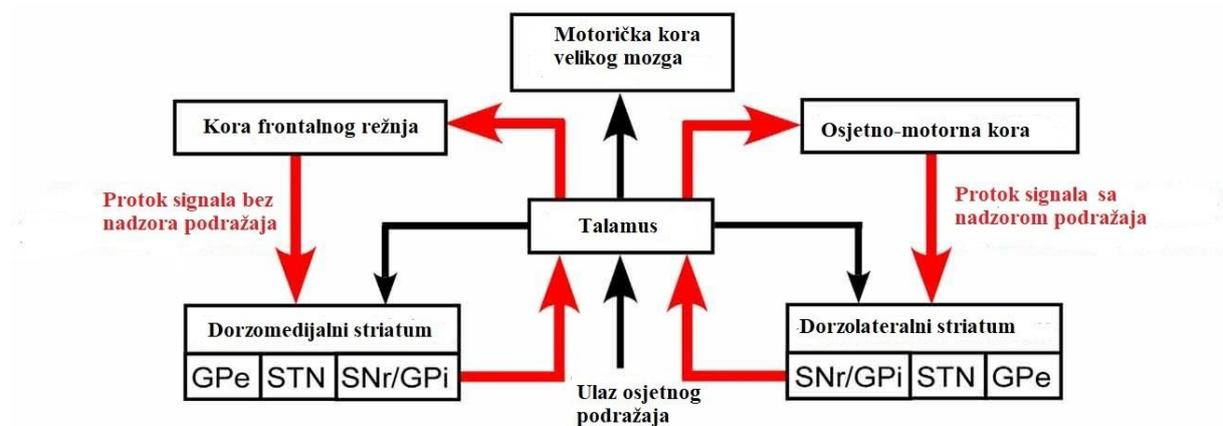 Motorička kora
velikog mozga
Kora frontalnog režnja
Osjetno-motorna kora
Protok signala bez
nadzora podražaja
Protok signala sa
nadzorom podražaja
Talamus
Dorzomedijalni striatum
GPe STN SNr/GPi
Dorzolateralni striatum
SNr/GPi STN GPe
Ulaz osjetnog
podražaja